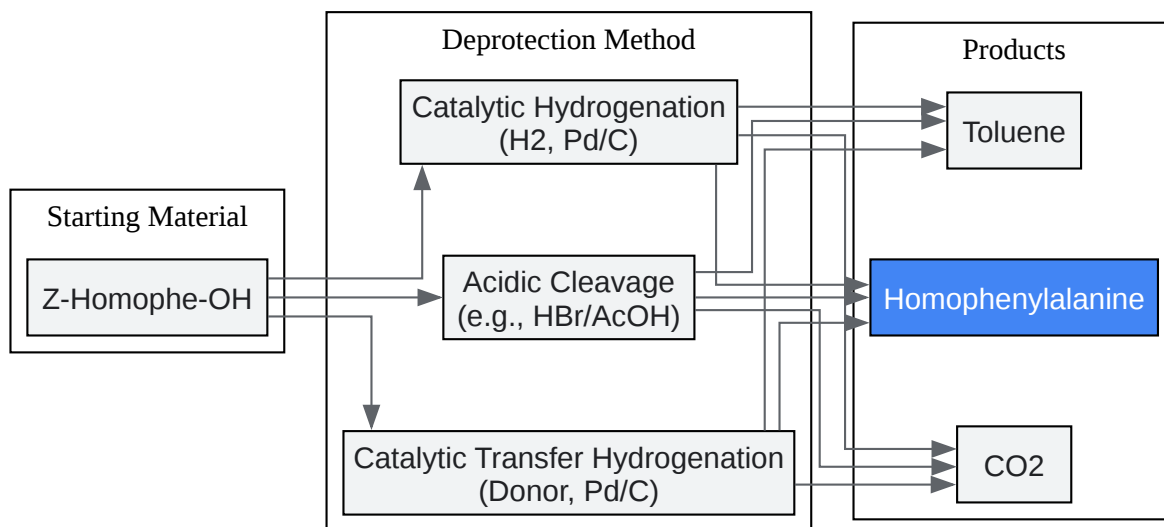 Starting Material
Z-Homophe-OH
Deprotection Method
Catalytic Hydrogenation
(H2, Pd/C)
Acidic Cleavage
(e.g., HBr/AcOH)
Catalytic Transfer Hydrogenation
(Donor, Pd/C)
Products
Toluene
Homophenylalanine
CO2